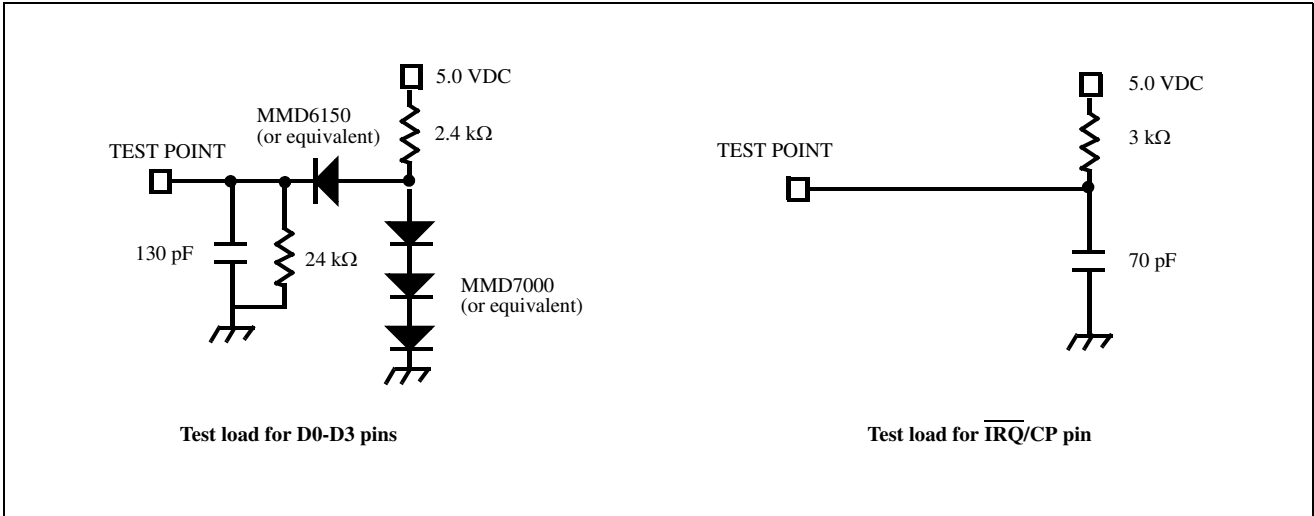 5.0 VDC
MMD6150
(or equivalent)
2.4 kΩ
TEST POINT
130 pF
24 kΩ
MMD7000
(or equivalent)
Test load for D0-D3 pins
5.0 VDC
3 kΩ
TEST POINT
70 pF
Test load for I̅R̅Q̅/CP pin